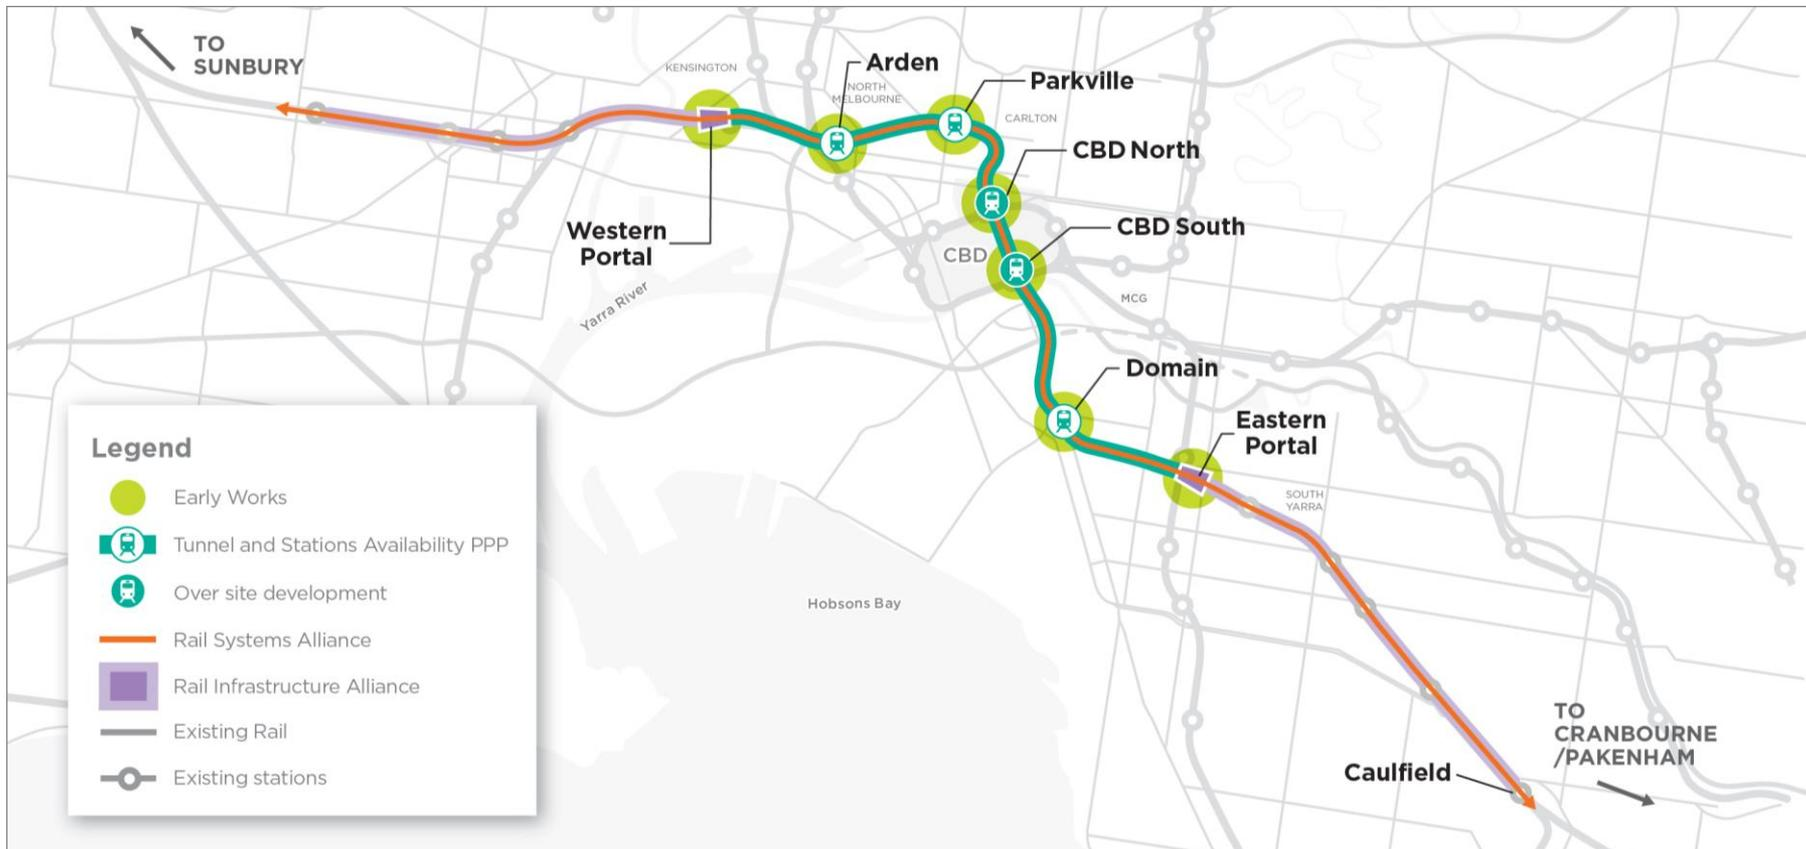 TO
SUNBURY
KENSINGTON
Arden
NORTH
MELBOURNE
Parkville
CARLTON
CBD North
Western
Portal
CBD South
CBD
Yarra River
MCG
Domain
Eastern
Portal
SOUTH
YARRA
Legend
Early Works
Tunnel and Stations Availability PPP
Over site development
Rail Systems Alliance
Rail Infrastructure Alliance
Existing Rail
Existing stations
Hobsons Bay
TO
CRANBOURNE
/PAKENHAM
Caulfield